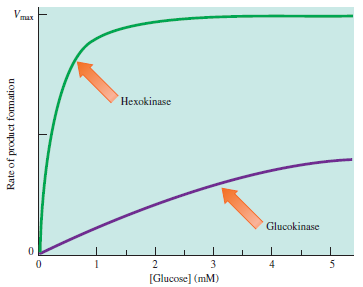 Vmax
Rate of product formation
Hexokinase
Glucokinase
0
0 1 2 3 4 5
[Glucose] (mM)